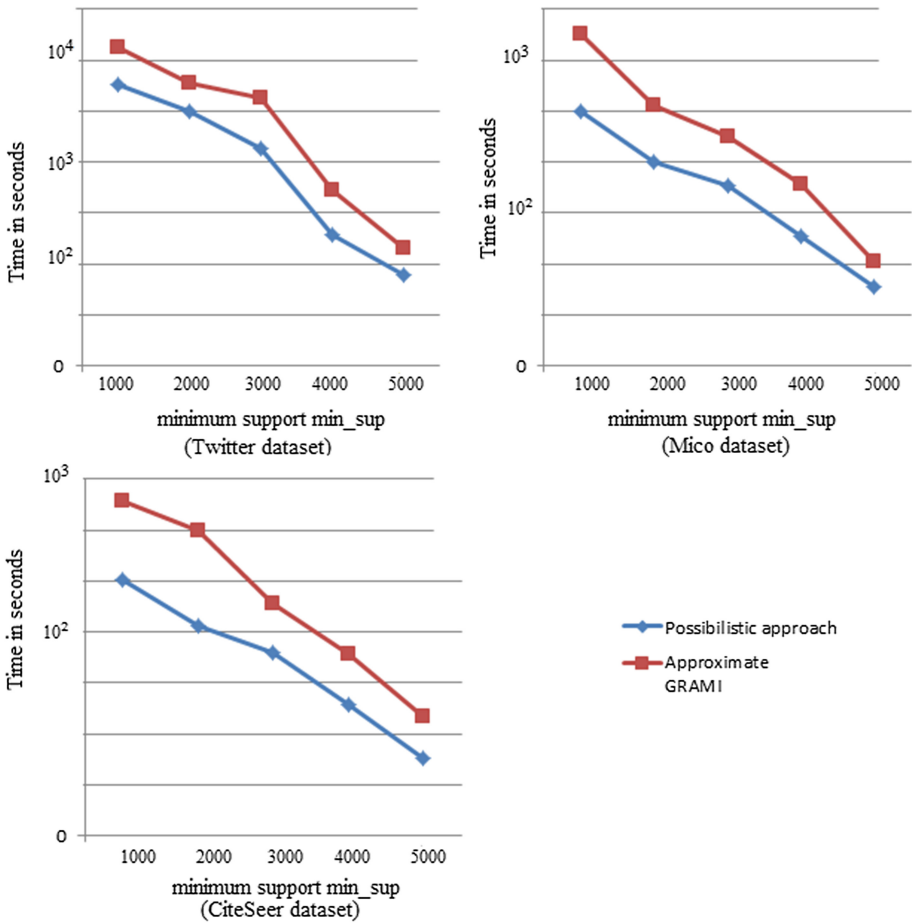 10^4
10^3
10^2
0
Time in seconds
1000 2000 3000 4000 5000
minimum support min_sup
(Twitter dataset)
10^3
10^2
0
Time in seconds
1000 2000 3000 4000 5000
minimum support min_sup
(Mico dataset)
10^3
10^2
0
Time in seconds
1000 2000 3000 4000 5000
minimum support min_sup
(CiteSeer dataset)
Possibilistic approach
Approximate
GRAMI